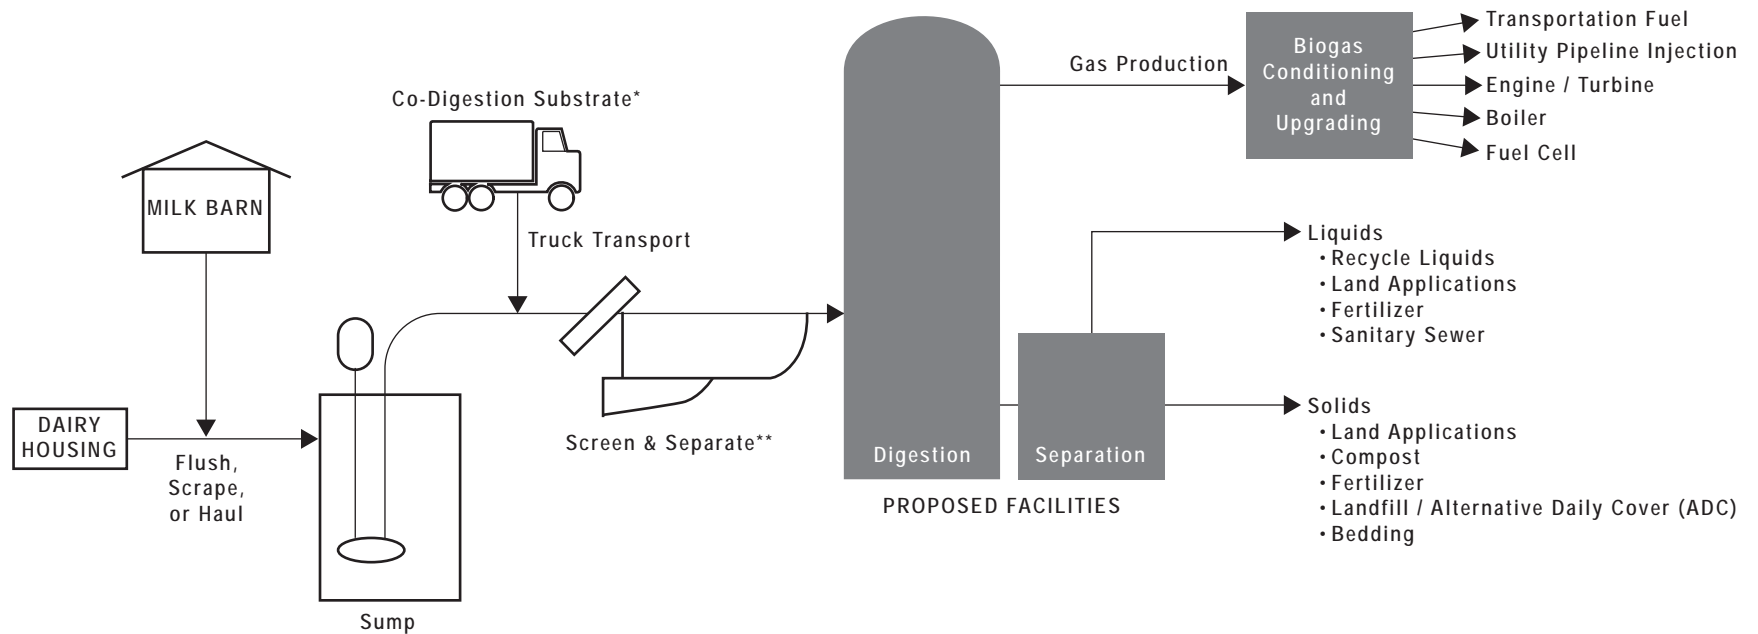 Co-Digestion Substrate*
MILK BARN
Truck Transport
DAIRY
HOUSING
Flush,
Scrape,
or Haul
Sump
Screen & Separate**
Digestion
Separation
PROPOSED FACILITIES
Gas Production
Biogas
Conditioning
and
Upgrading
Transportation Fuel
Utility Pipeline Injection
Engine / Turbine
Boiler
Fuel Cell
Liquids
• Recycle Liquids
• Land Applications
• Fertilizer
• Sanitary Sewer
Solids
• Land Applications
• Compost
• Fertilizer
• Landfill / Alternative Daily Cover (ADC)
• Bedding